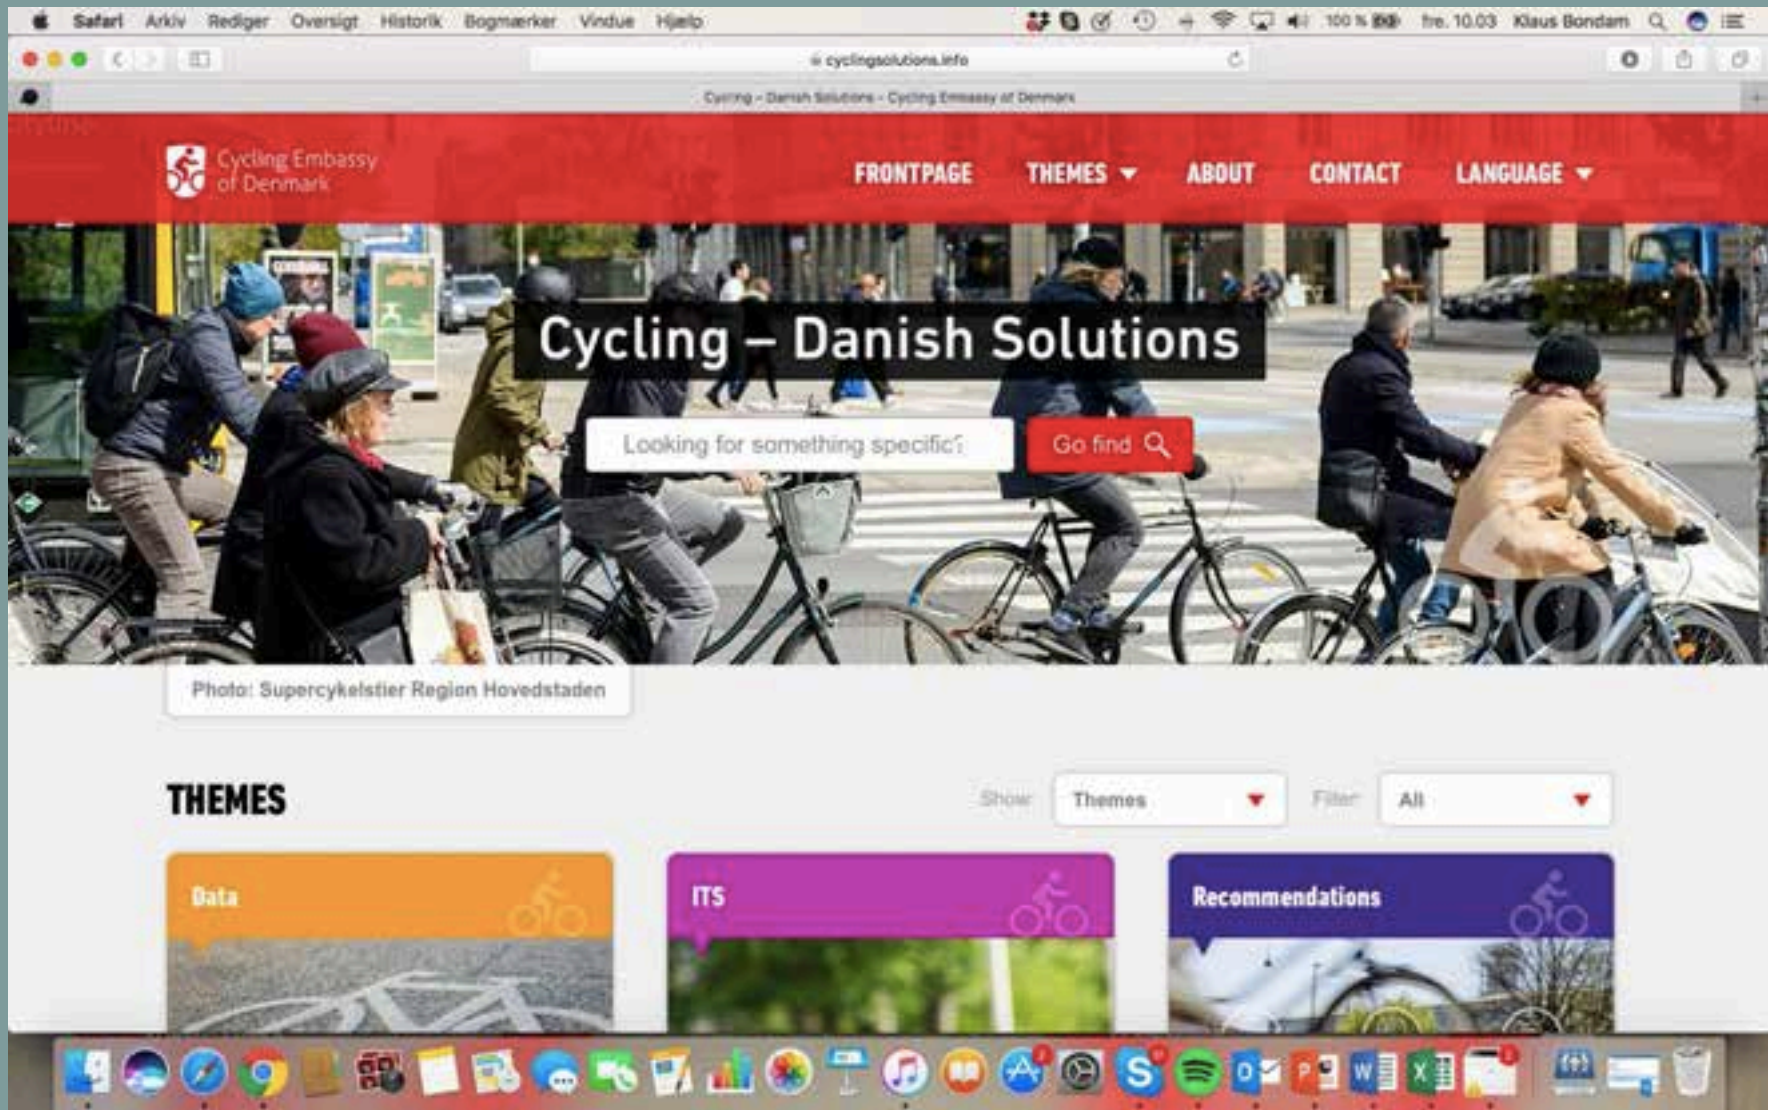 Safari Arkiv Rediger Oversigt Historik Bogmærker Vindue Hjælp 100 % fre. 10.03 Klaus Bondam
cyclingsolutions.info
Cycling – Danish Solutions – Cycling Embassy of Denmark
Cycling Embassy
of Denmark
FRONTPAGE THEMES ABOUT CONTACT LANGUAGE
Cycling – Danish Solutions
Looking for something specific?
Go find
Photo: Supercykelstier Region Hovedstaden
THEMES
Show: Themes Filter: All
Data
ITS
Recommendations